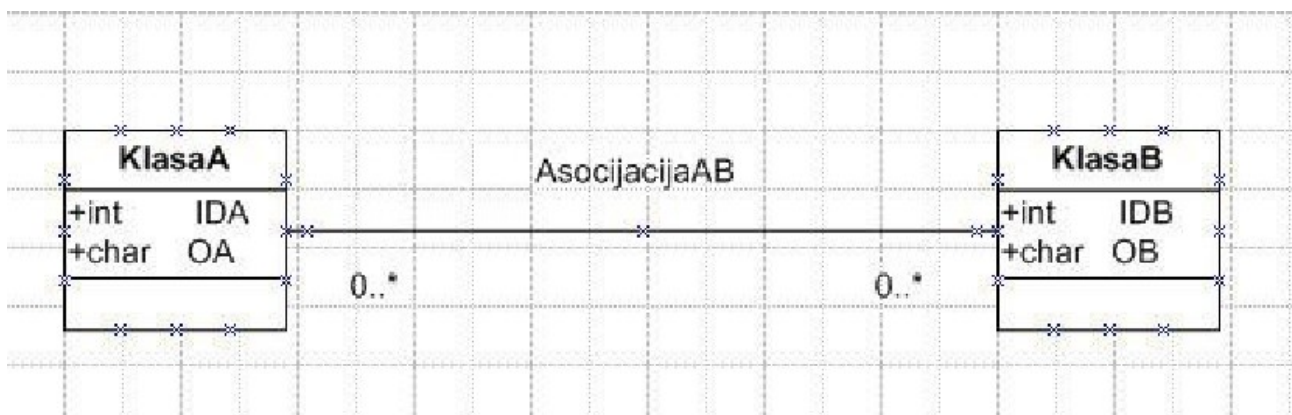 KlasaA
+int IDA
+char OA
AsocijacijaAB
0..*
0..*
KlasaB
+int IDB
+char OB